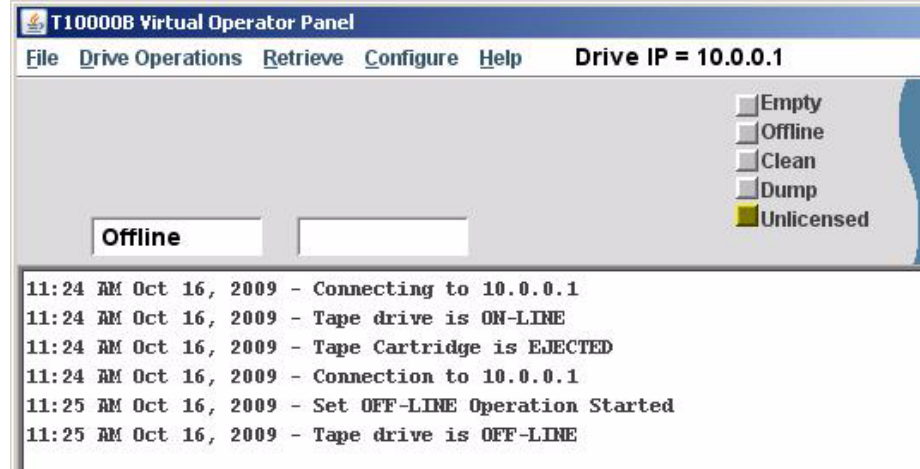 T10000B Virtual Operator Panel
File Drive Operations Retrieve Configure Help Drive IP = 10.0.0.1
Empty
Offline
Clean
Dump
Unlicensed
Offline
11:24 AM Oct 16, 2009 - Connecting to 10.0.0.1
11:24 AM Oct 16, 2009 - Tape drive is ON-LINE
11:24 AM Oct 16, 2009 - Tape Cartridge is EJECTED
11:24 AM Oct 16, 2009 - Connection to 10.0.0.1
11:25 AM Oct 16, 2009 - Set OFF-LINE Operation Started
11:25 AM Oct 16, 2009 - Tape drive is OFF-LINE